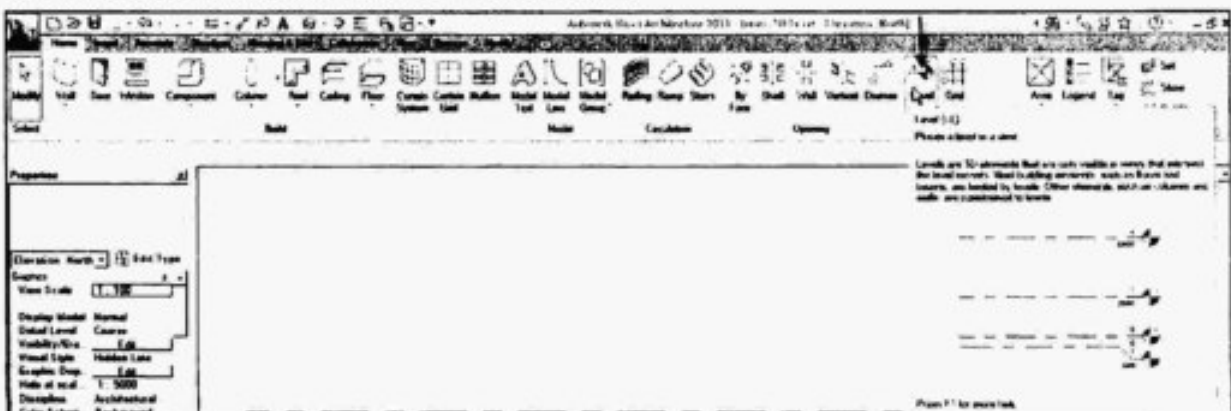 Autodesk Revit Architecture 2011
Home
Modify Wall Door Window Component Column Roof Ceiling Floor Curtain System Curtain Grid Mullion Model Text Model Line Model Group Railing Ramp Stairs By Face Shaft Wall Vertical Dormer Level Grid Area Legend Tag Set
Show
Select Build Model Circulation Opening
Level (LL)
Places a level in a view.
Levels are 3D elements that are only visible in views that intersect
the level extents. Most building elements, such as floors and
are hosted by levels. Other elements, such as columns and
walls, are constrained to levels.
Properties
Elevation: North Edit Type
Graphics
View Scale 1 : 100
Display Model Normal
Detail Level Coarse
Visibility/Gra... Edit
Visual Style Hidden Line
Graphic Disp... Edit
Hide at scal... 1 : 5000
Discipline Architectural
Press F1 for more help